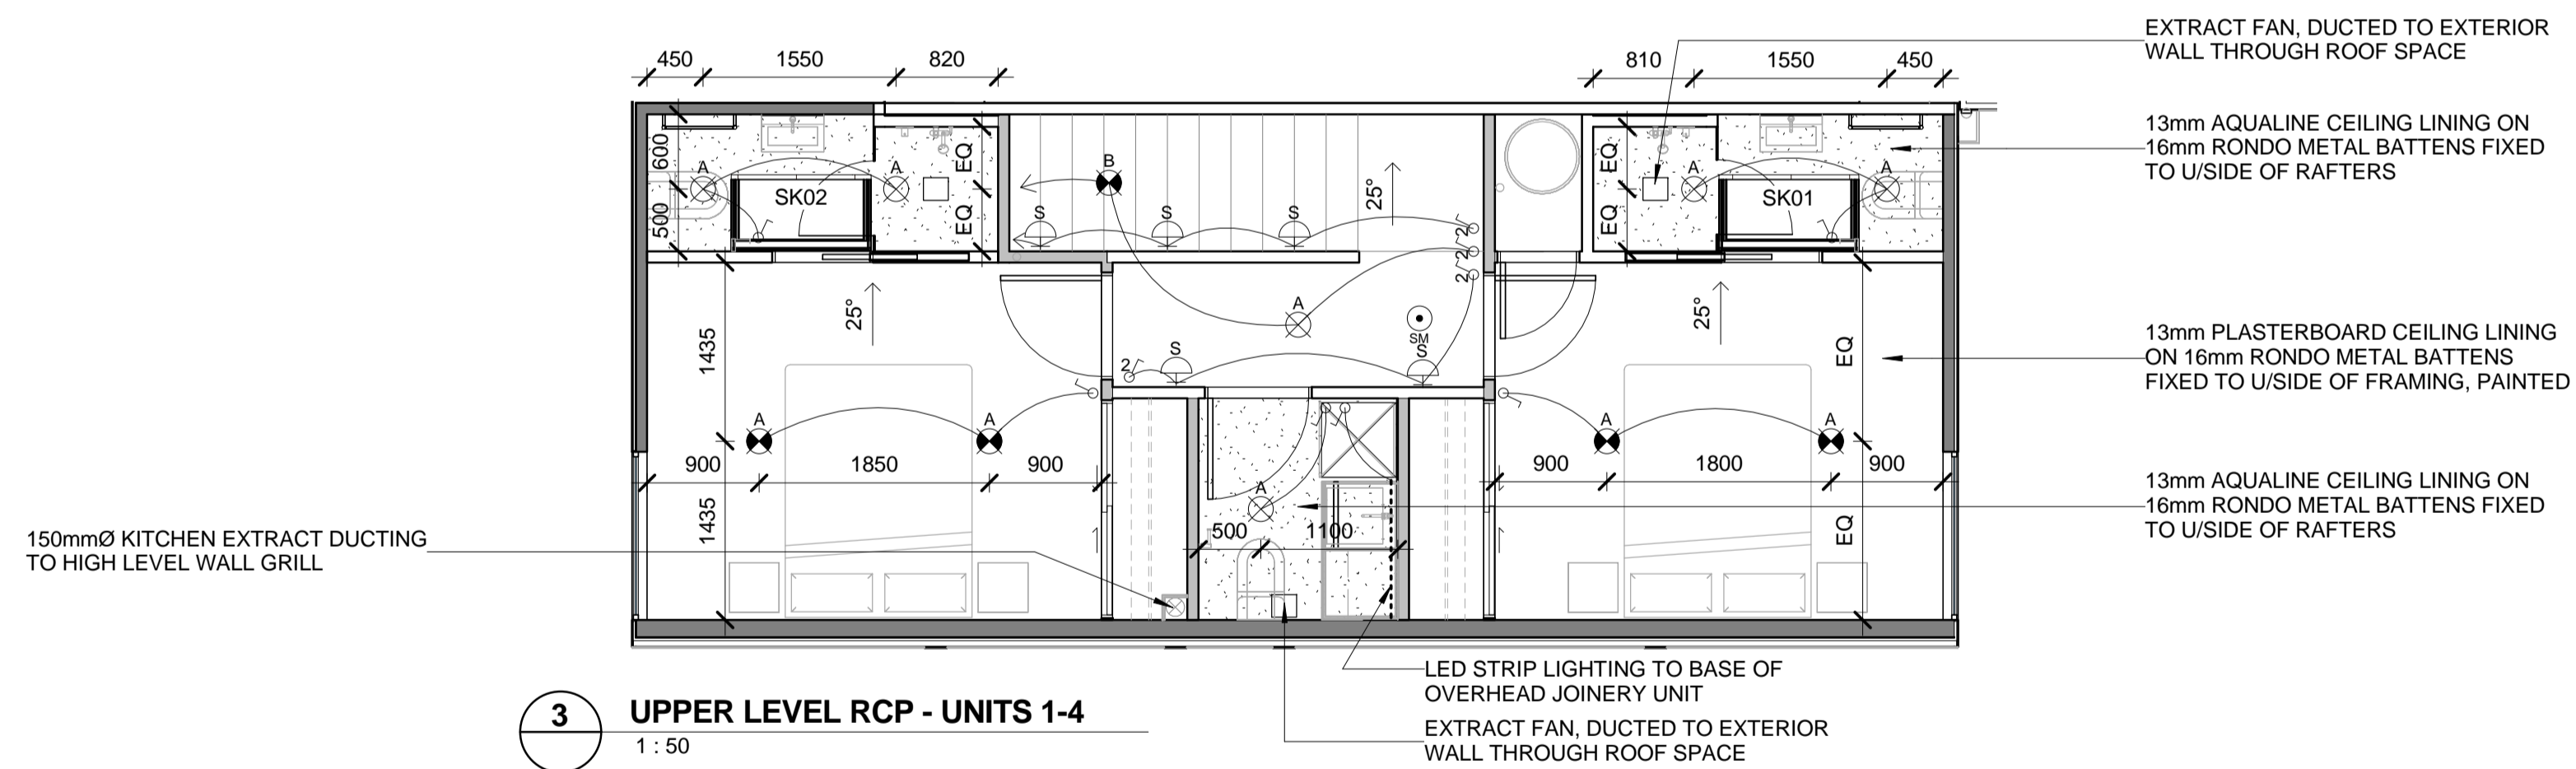 EXTRACT FAN, DUCTED TO EXTERIOR
WALL THROUGH ROOF SPACE
450 1550 820
810 1550 450
13mm AQUALINE CEILING LINING ON
16mm RONDO METAL BATTENS FIXED
TO U/SIDE OF RAFTERS
600
500
A A
SK02
EQ
EQ
B
S S S
25°
2
2
2
EQ
EQ
A A
SK01
25°
1435
1435
A
SM
S
S
2
25°
EQ
EQ
13mm PLASTERBOARD CEILING LINING
ON 16mm RONDO METAL BATTENS
FIXED TO U/SIDE OF FRAMING, PAINTED
A A
900 1850 900
A A
900 1800 900
A
500 1100
13mm AQUALINE CEILING LINING ON
16mm RONDO METAL BATTENS FIXED
TO U/SIDE OF RAFTERS
150mmØ KITCHEN EXTRACT DUCTING
TO HIGH LEVEL WALL GRILL
LED STRIP LIGHTING TO BASE OF
OVERHEAD JOINERY UNIT
EXTRACT FAN, DUCTED TO EXTERIOR
WALL THROUGH ROOF SPACE
3
UPPER LEVEL RCP - UNITS 1-4
1 : 50